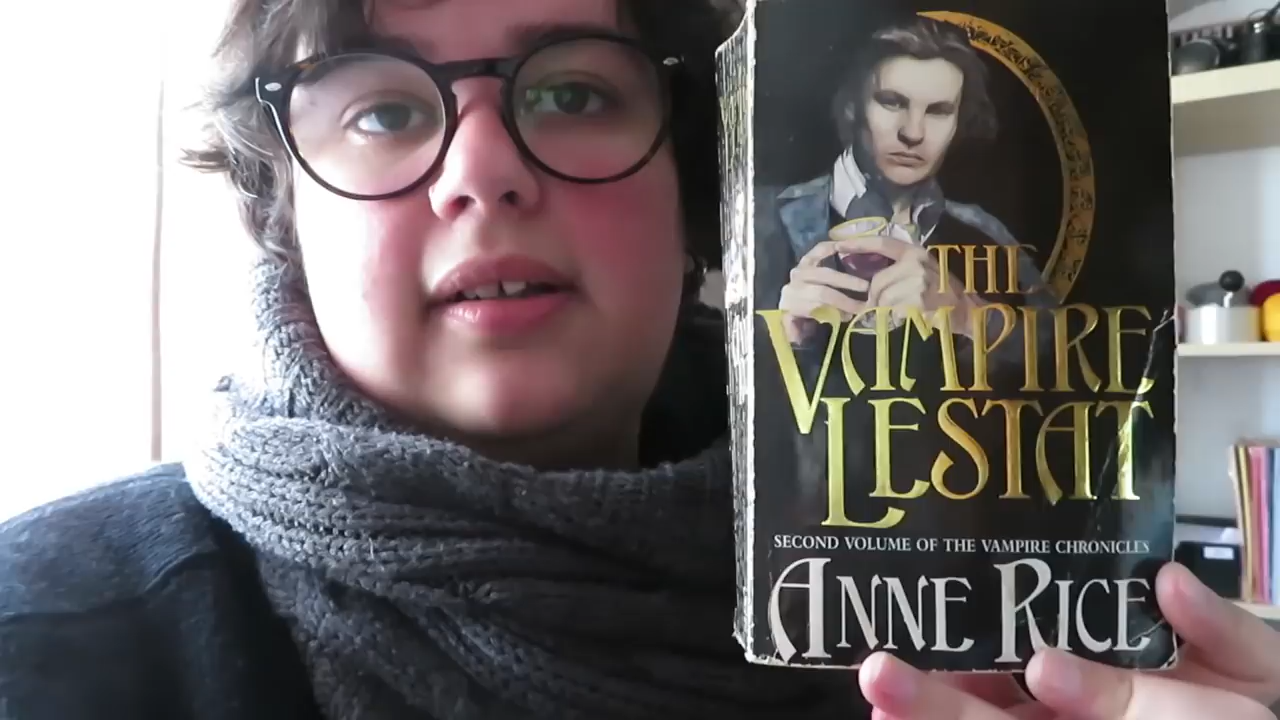 THE
VAMPIRE
LESTAT
SECOND VOLUME OF THE VAMPIRE CHRONICLES
ANNE RICE